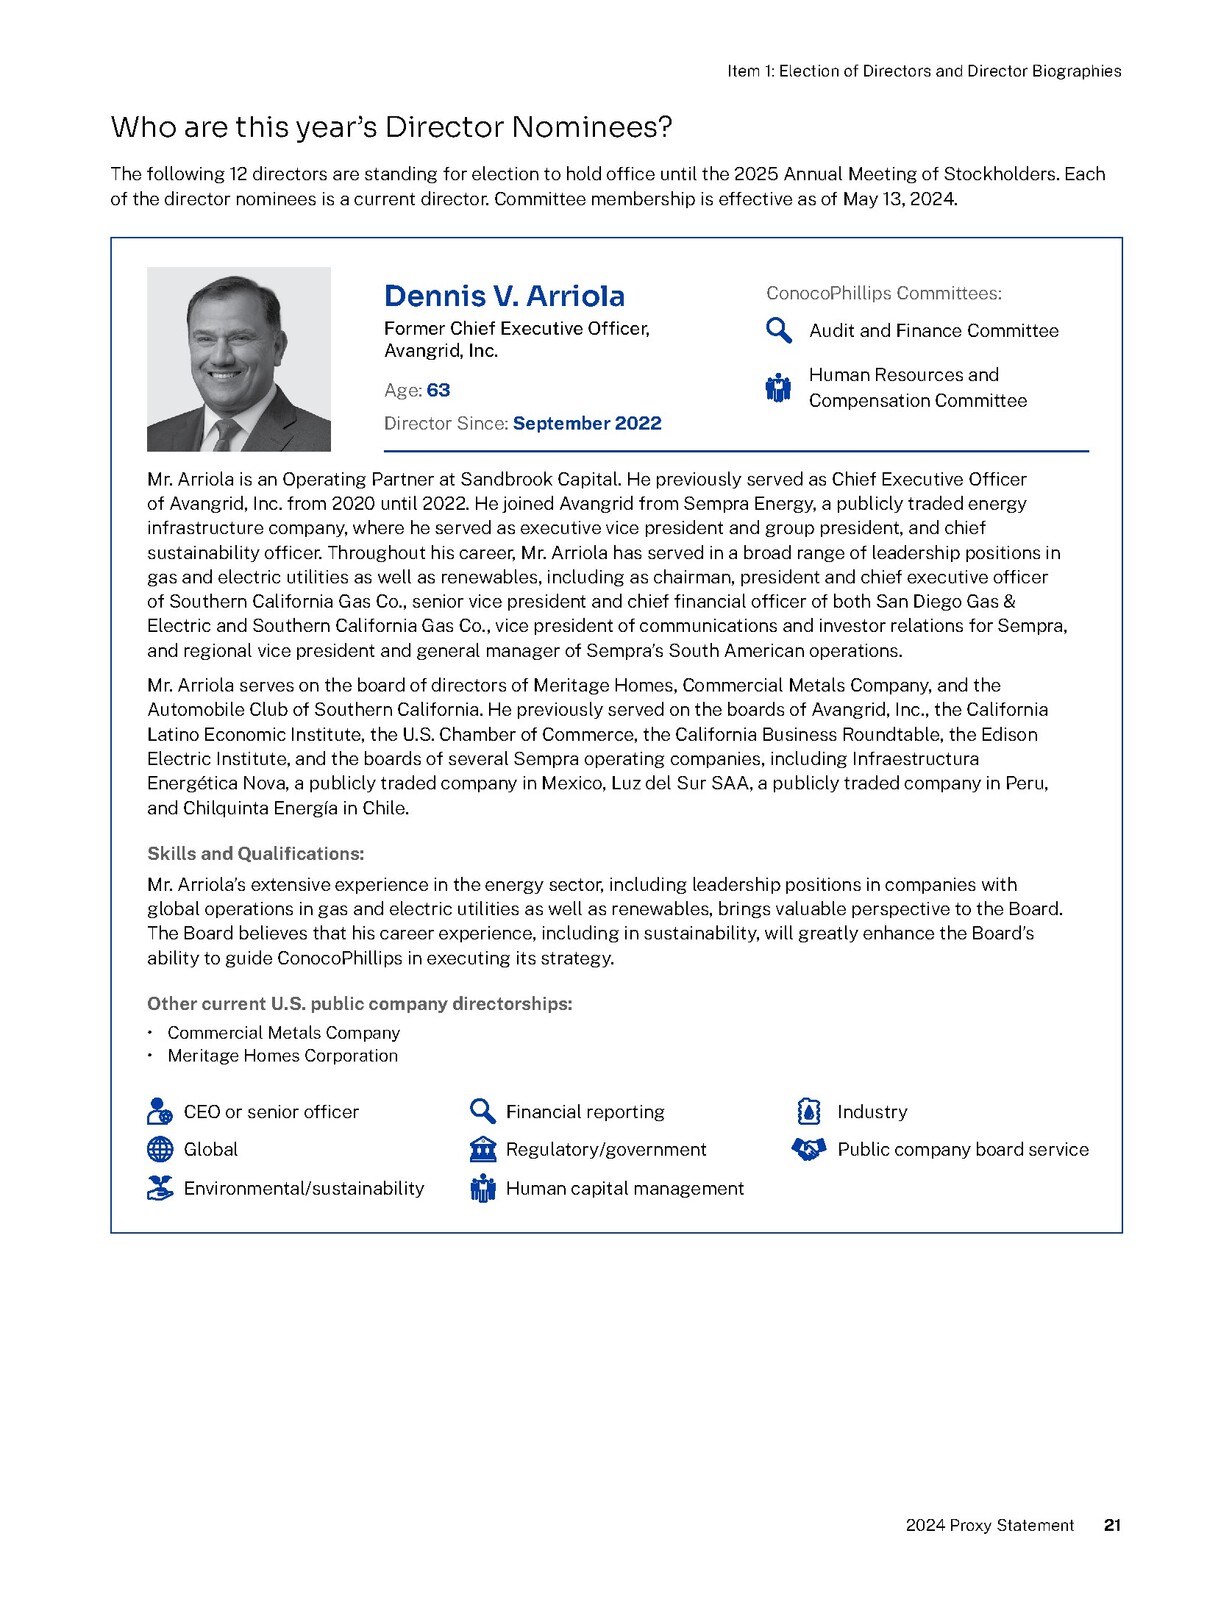 Item 1: Election of Directors and Director Biographies
Who are this year’s Director Nominees?
The following 12 directors are standing for election to hold office until the 2025 Annual Meeting of Stockholders. Each
of the director nominees is a current director. Committee membership is effective as of May 13, 2024.
Dennis V. Arriola
Former Chief Executive Officer,
Avangrid, Inc.
Age: 63
Director Since: September 2022
ConocoPhillips Committees:
Audit and Finance Committee
Human Resources and
Compensation Committee
Mr. Arriola is an Operating Partner at Sandbrook Capital. He previously served as Chief Executive Officer
of Avangrid, Inc. from 2020 until 2022. He joined Avangrid from Sempra Energy, a publicly traded energy
infrastructure company, where he served as executive vice president and group president, and chief
sustainability officer. Throughout his career, Mr. Arriola has served in a broad range of leadership positions in
gas and electric utilities as well as renewables, including as chairman, president and chief executive officer
of Southern California Gas Co., senior vice president and chief financial officer of both San Diego Gas &
Electric and Southern California Gas Co., vice president of communications and investor relations for Sempra,
and regional vice president and general manager of Sempra’s South American operations.
Mr. Arriola serves on the board of directors of Meritage Homes, Commercial Metals Company, and the
Automobile Club of Southern California. He previously served on the boards of Avangrid, Inc., the California
Latino Economic Institute, the U.S. Chamber of Commerce, the California Business Roundtable, the Edison
Electric Institute, and the boards of several Sempra operating companies, including Infraestructura
Energética Nova, a publicly traded company in Mexico, Luz del Sur SAA, a publicly traded company in Peru,
and Chilquinta Energía in Chile.
Skills and Qualifications:
Mr. Arriola’s extensive experience in the energy sector, including leadership positions in companies with
global operations in gas and electric utilities as well as renewables, brings valuable perspective to the Board.
The Board believes that his career experience, including in sustainability, will greatly enhance the Board’s
ability to guide ConocoPhillips in executing its strategy.
Other current U.S. public company directorships:
• Commercial Metals Company
• Meritage Homes Corporation
CEO or senior officer
Financial reporting
Industry
Global
Regulatory/government
Public company board service
Environmental/sustainability
Human capital management
2024 Proxy Statement 21